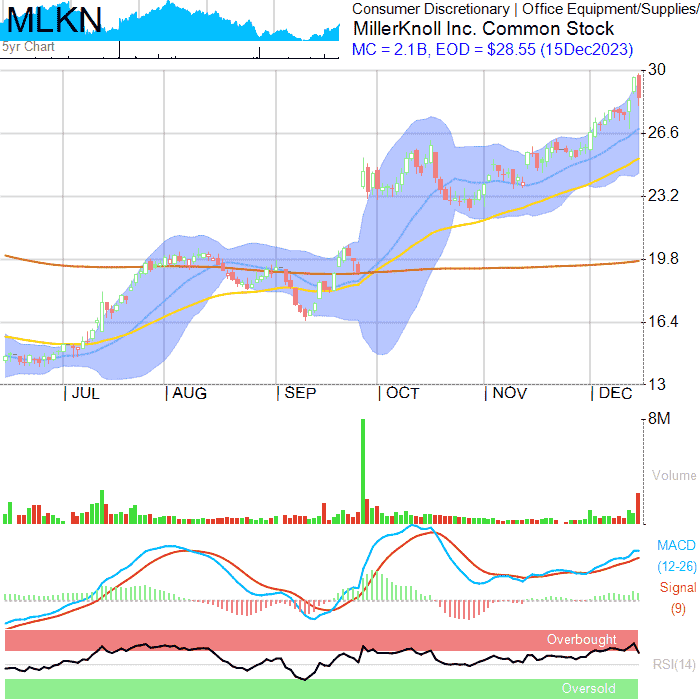 MLKN
5yr Chart
Consumer Discretionary | Office Equipment/Supplies/
MillerKnoll Inc. Common Stock
MC = 2.1B, EOD = $28.55 (15Dec2023)
30
26.6
23.2
19.8
16.4
13
| JUL | AUG | SEP | OCT | NOV | DEC
8M
Volume
MACD
(12-26)
Signal
(9)
Overbought
RSI(14)
Oversold